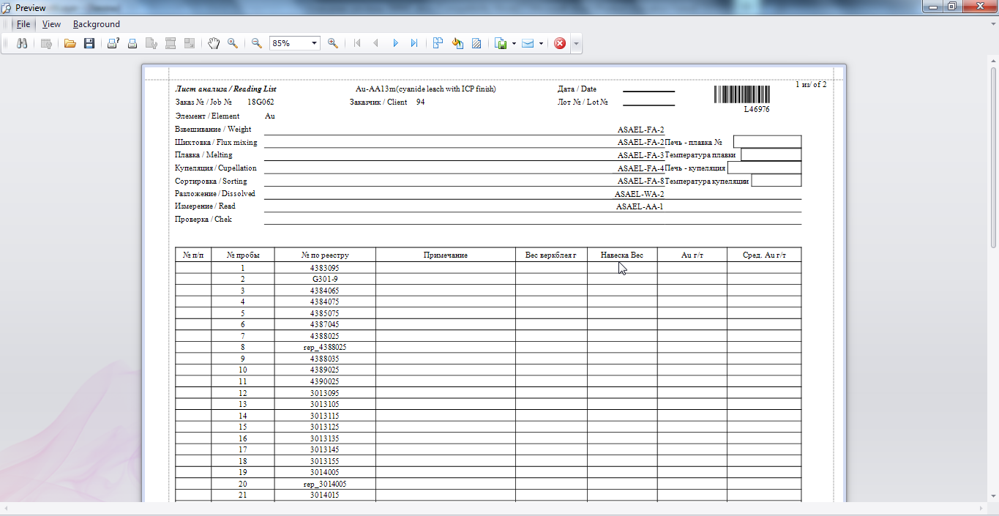 Preview
File View Background
85%
1 из/ of 2
Лист анализа / Reading List Au-AA13m(cyanide leach with ICP finish) Дата / Date
Заказ № / Job № 18G062 Заказчик / Client 94 Лот № / Lot №
L46976
Элемент / Element Au
Взвешивание / Weight ASAEL-FA-2
Шихтовка / Flux mixing ASAEL-FA-2 Печь - плавка №
Плавка / Melting ASAEL-FA-3 Температура плавки
Купеляция / Cupellation ASAEL-FA-4 Печь - купеляция
Сортировка / Sorting ASAEL-FA-8 Температура купеляции
Разложение / Dissolved ASAEL-WA-2
Измерение / Read ASAEL-AA-1
Проверка / Chek
№ п/п № пробы № по реестру Примечание Вес веркблея г Навеска Вес Au г/т Сред. Au г/т
1 4383095
2 G301-9
3 4384065
4 4384075
5 4385075
6 4387045
7 4388025
8 rep_4388025
9 4388035
10 4389025
11 4390025
12 3013095
13 3013105
14 3013115
15 3013125
16 3013135
17 3013145
18 3013155
19 3014005
20 rep_3014005
21 3014015